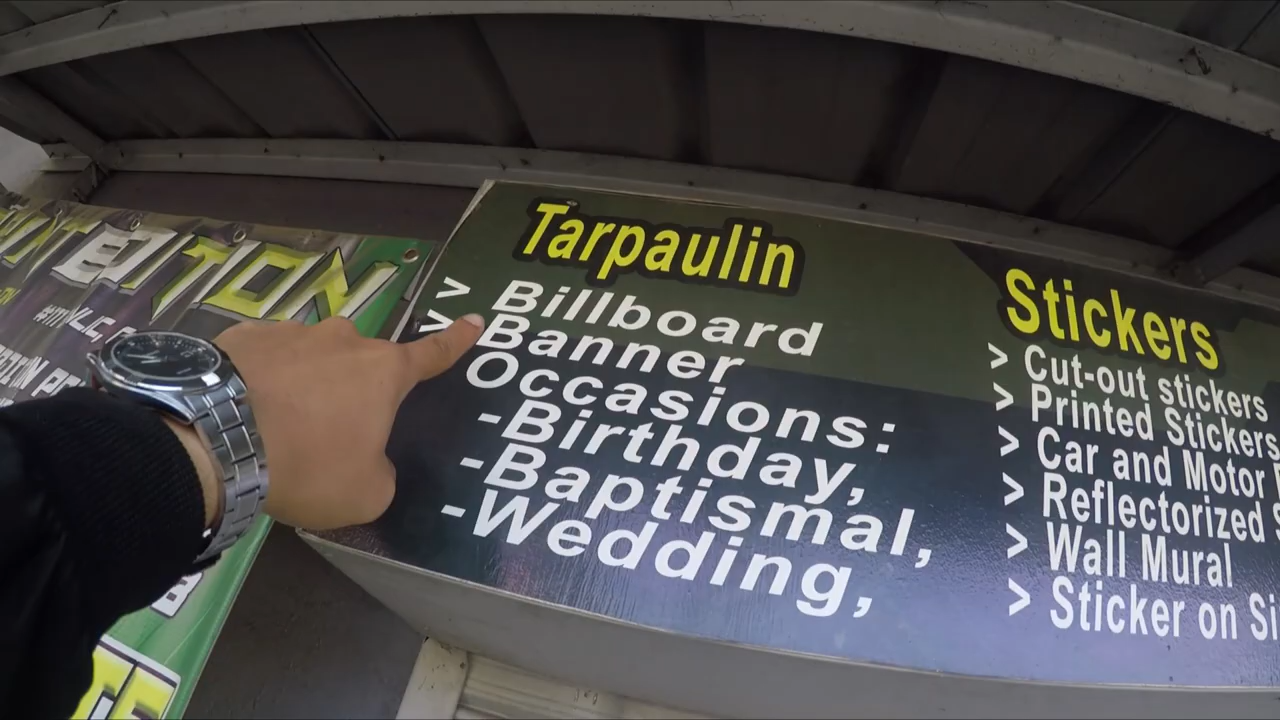 Tarpaulin
> Billboard
> Banner
Occasions:
-Birthday,
-Baptismal,
-Wedding,
Stickers
> Cut-out stickers
> Printed Stickers
> Car and Motor
> Reflectorized
> Wall Mural
> Sticker on Si